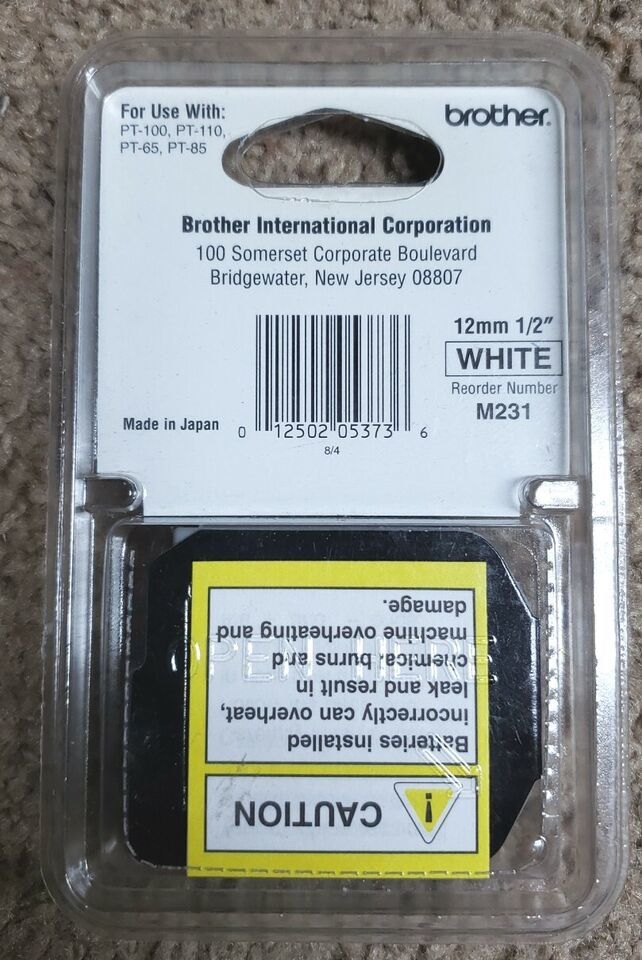 For Use With:
PT-100, PT-110,
PT-65, PT-85
brother.
Brother International Corporation
100 Somerset Corporate Boulevard
Bridgewater, New Jersey 08807
12mm 1/2"
WHITE
Reorder Number
M231
Made in Japan
0 12502 05373 6
8/4
CAUTION
Batteries installed
incorrectly can overheat,
leak and result in
chemical burns and
machine overheating and
damage.
OPEN HERE